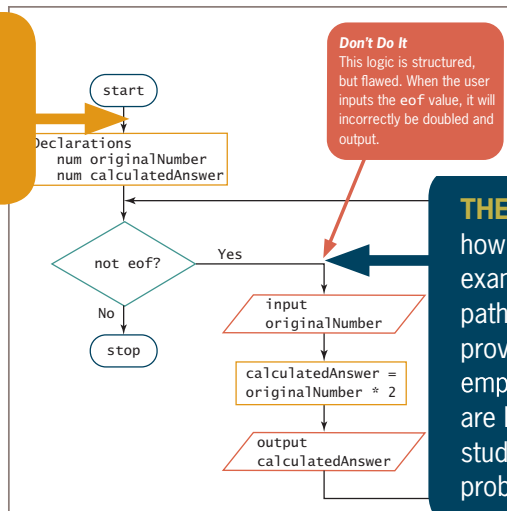 Don't Do It
This logic is structured,
but flawed. When the user
inputs the eof value, it will
incorrectly be doubled and
output.
start
Declarations
num originalNumber
num calculatedAnswer
not eof?
Yes
No
stop
input
originalNumber
calculatedAnswer =
originalNumber * 2
output
calculatedAnswer
THE
how
exam
path
prov
emp
are
stud
prob